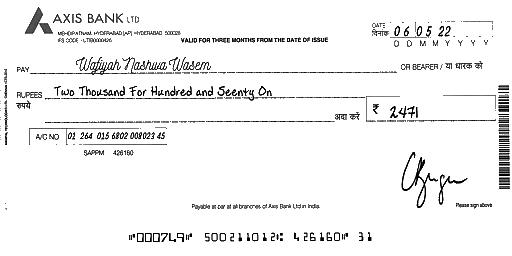 AXIS BANK LTD
MEHDIPATNAM, HYDERABAD [AP] HYDERABAD 500028
IFS CODE - UTIB0000426
VALID FOR THREE MONTHS FROM THE DATE OF ISSUE
DATE
दिनांक 06 05 22
D D M M Y Y Y Y
PAY Wafiyah Nashwa Wasem OR BEARER / या धारक को
RUPEES Two Thousand For Hundred and Seenty On
रुपये अदा करें ₹ 2471
A/C NO 01 264 015 6802 008023 45
SAPPM 426160
Payable at par at all branches of Axis Bank Ltd in India.
Please sign above
⑈000749⑈ 500211012⑆ 426160⑈ 31